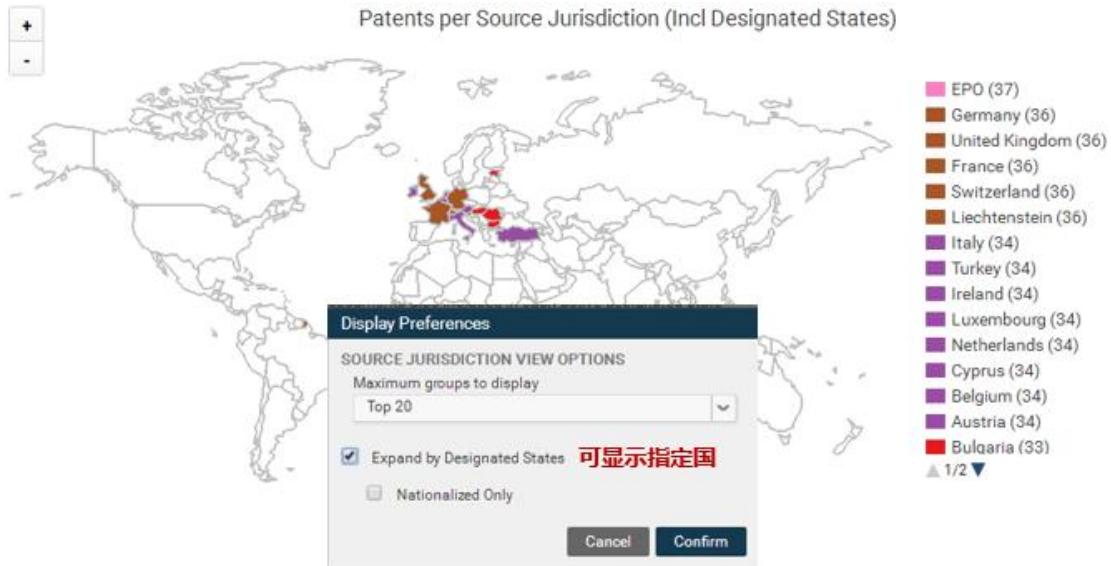 +
-
Patents per Source Jurisdiction (Incl Designated States)
EPO (37)
Germany (36)
United Kingdom (36)
France (36)
Switzerland (36)
Liechtenstein (36)
Italy (34)
Turkey (34)
Ireland (34)
Luxembourg (34)
Netherlands (34)
Cyprus (34)
Belgium (34)
Austria (34)
Bulgaria (33)
1/2
Display Preferences
SOURCE JURISDICTION VIEW OPTIONS
Maximum groups to display
Top 20
Expand by Designated States 可显示指定国
Nationalized Only
Cancel Confirm